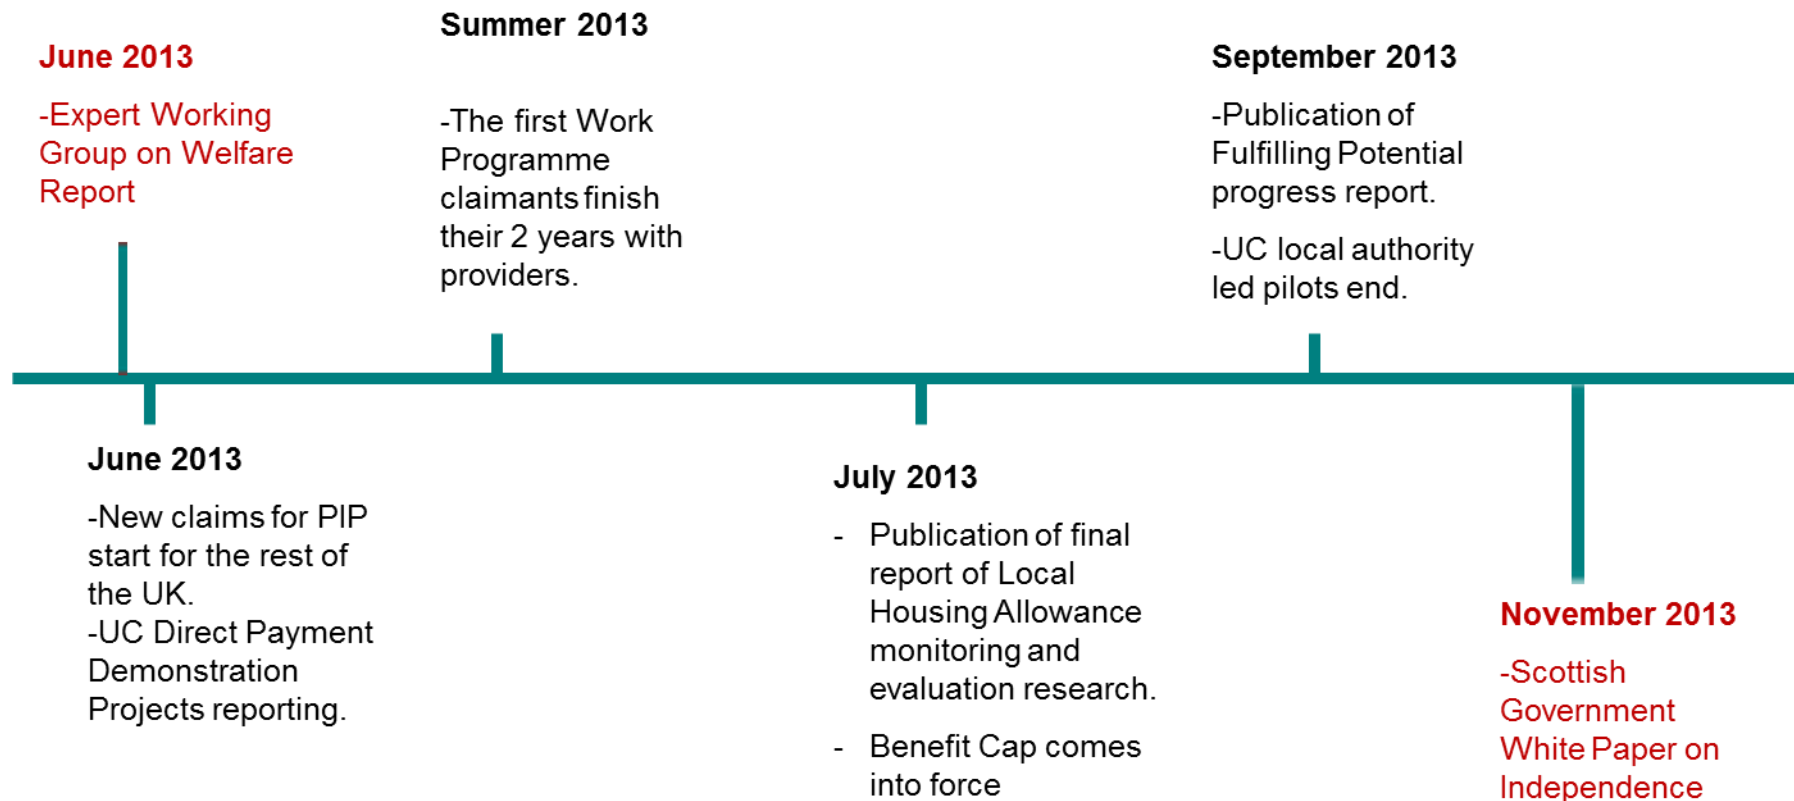 June 2013
-Expert Working
Group on Welfare
Report
Summer 2013
-The first Work
Programme
claimants finish
their 2 years with
providers.
September 2013
-Publication of
Fulfilling Potential
progress report.
-UC local authority
led pilots end.
June 2013
-New claims for PIP
start for the rest of
the UK.
-UC Direct Payment
Demonstration
Projects reporting.
July 2013
- Publication of final
report of Local
Housing Allowance
monitoring and
evaluation research.
- Benefit Cap comes
into force
November 2013
-Scottish
Government
White Paper on
Independence